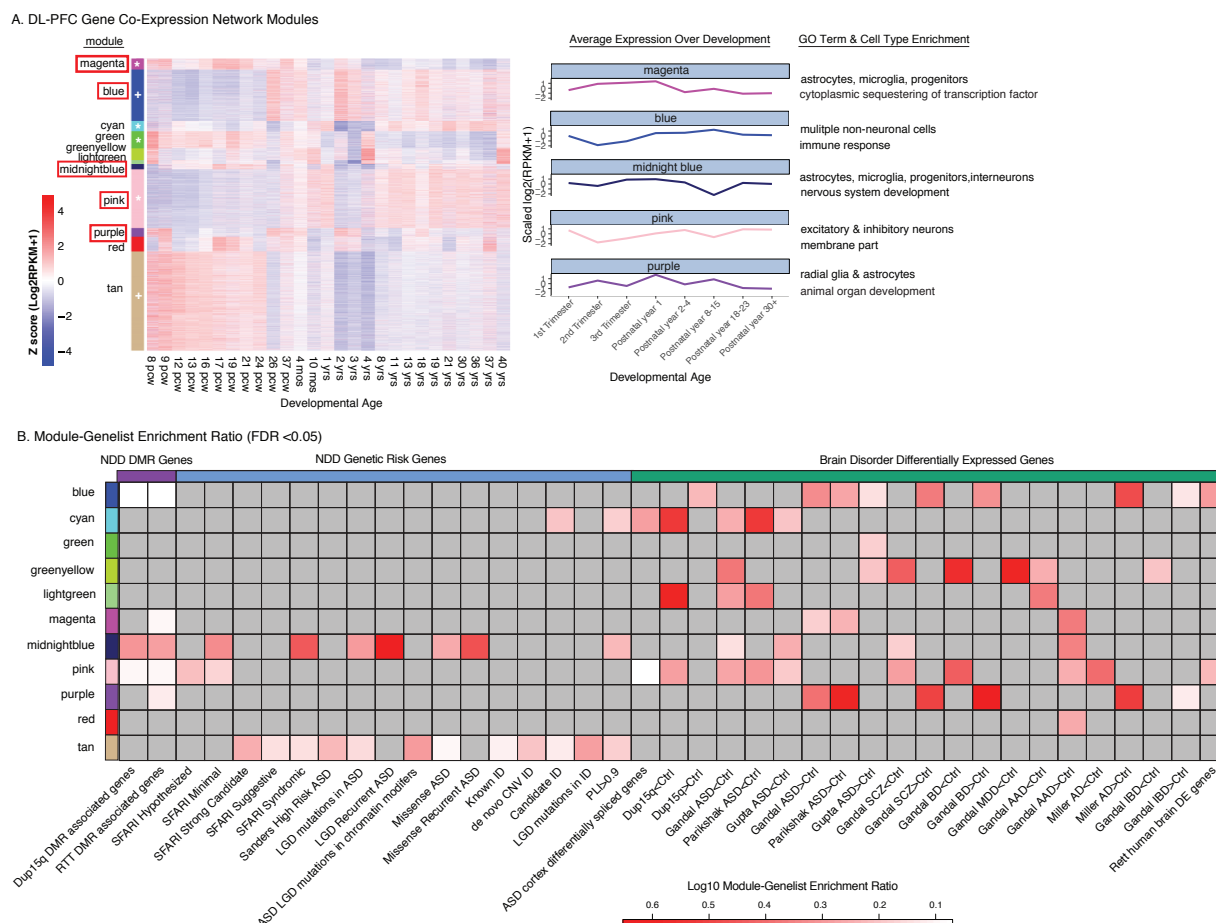 A. DL-PFC Gene Co-Expression Network Modules
module
magenta
*
blue
+
cyan
*
green
*
greenyellow
lightgreen
midnightblue
pink
*
purple
red
tan
+
Z score (Log2RPKM+1)
4
2
0
−2
−4
8 pcw
9 pcw
12 pcw
13 pcw
16 pcw
17 pcw
19 pcw
21 pcw
24 pcw
26 pcw
37 pcw
4 mos
10 mos
1 yrs
2 yrs
3 yrs
4 yrs
8 yrs
11 yrs
13 yrs
18 yrs
19 yrs
21 yrs
30 yrs
36 yrs
37 yrs
40 yrs
Developmental Age
Average Expression Over Development
GO Term & Cell Type Enrichment
Scaled log2(RPKM+1)
magenta
1
0
−2
astrocytes, microglia, progenitors
cytoplasmic sequestering of transcription factor
blue
1
0
−2
mulitple non-neuronal cells
immune response
midnight blue
1
0
−2
astrocytes, microglia, progenitors,interneurons
nervous system development
pink
1
0
−2
excitatory & inhibitory neurons
membrane part
purple
1
0
−2
radial glia & astrocytes
animal organ development
1st Trimester
2nd Trimester
3rd Trimester
Postnatal year 1
Postnatal year 2-4
Postnatal year 8-15
Postnatal year 18-23
Postnatal year 30+
Developmental Age
B. Module-Genelist Enrichment Ratio (FDR <0.05)
NDD DMR Genes
NDD Genetic Risk Genes
Brain Disorder Differentially Expressed Genes
blue
cyan
green
greenyellow
lightgreen
magenta
midnightblue
pink
purple
red
tan
Dup15q DMR associated genes
RTT DMR associated genes
SFARI Hypothesized
SFARI Minimal
SFARI Strong Candidate
SFARI Suggestive
SFARI Syndromic
Sanders High Risk ASD
LGD mutations in ASD
LGD Recurrent ASD
ASD LGD mutations in chromatin modifers
Missense ASD
Missense Recurrent ASD
Known ID
de novo CNV ID
Candidate ID
LGD mutations in ID
PLI>0.9
ASD cortex differentially spliced genes
Dup15q<Ctrl
Dup15q>Ctrl
Gandal ASD<Ctrl
Parikshak ASD<Ctrl
Gupta ASD<Ctrl
Gandal ASD>Ctrl
Parikshak ASD>Ctrl
Gupta ASD>Ctrl
Gandal SCZ<Ctrl
Gandal SCZ>Ctrl
Gandal BD<Ctrl
Gandal BD>Ctrl
Gandal MDD<Ctrl
Gandal AAD<Ctrl
Gandal AAD>Ctrl
Miller AD<Ctrl
Miller AD>Ctrl
Gandal IBD<Ctrl
Gandal IBD>Ctrl
Rett human brain DE genes
Log10 Module-Genelist Enrichment Ratio
0.6 0.5 0.4 0.3 0.2 0.1